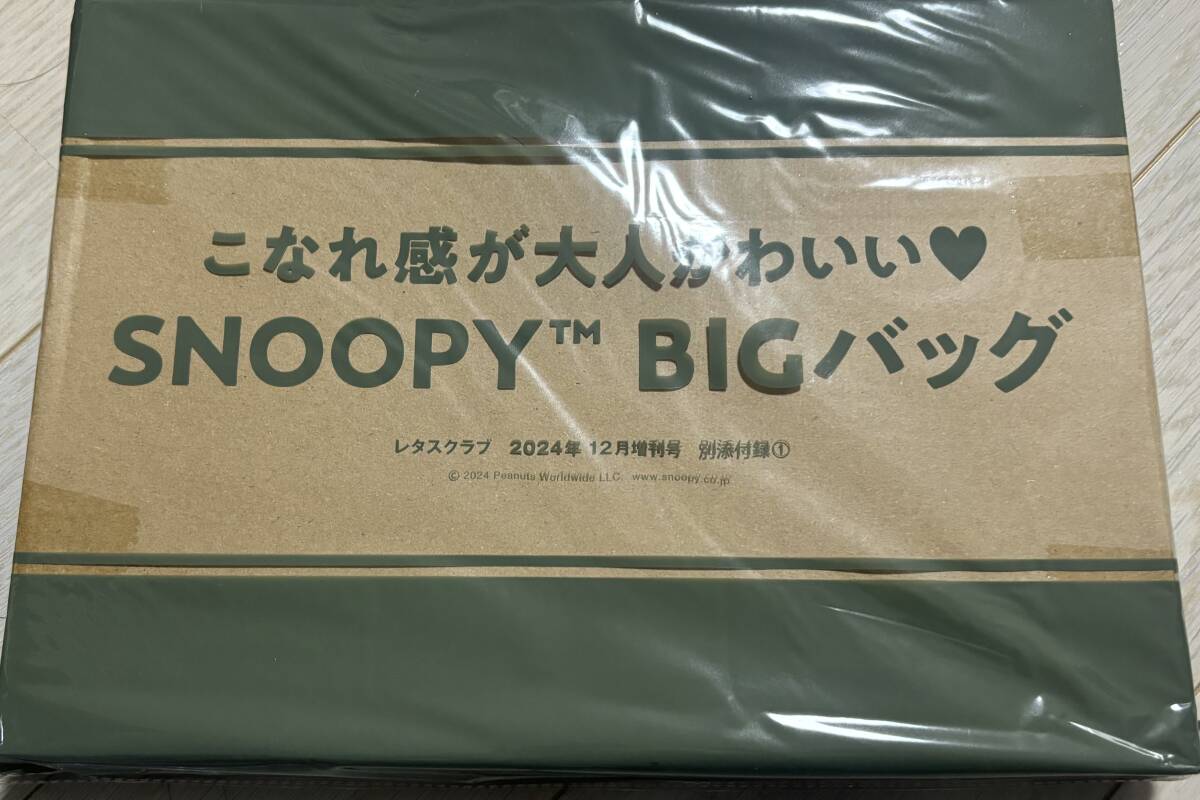 こなれ感が大人かわいい♥
SNOOPY™ BIGバッグ
レタスクラブ 2024年 12月増刊号 別添付録①
© 2024 Peanuts Worldwide LLC. www.snoopy.co.jp